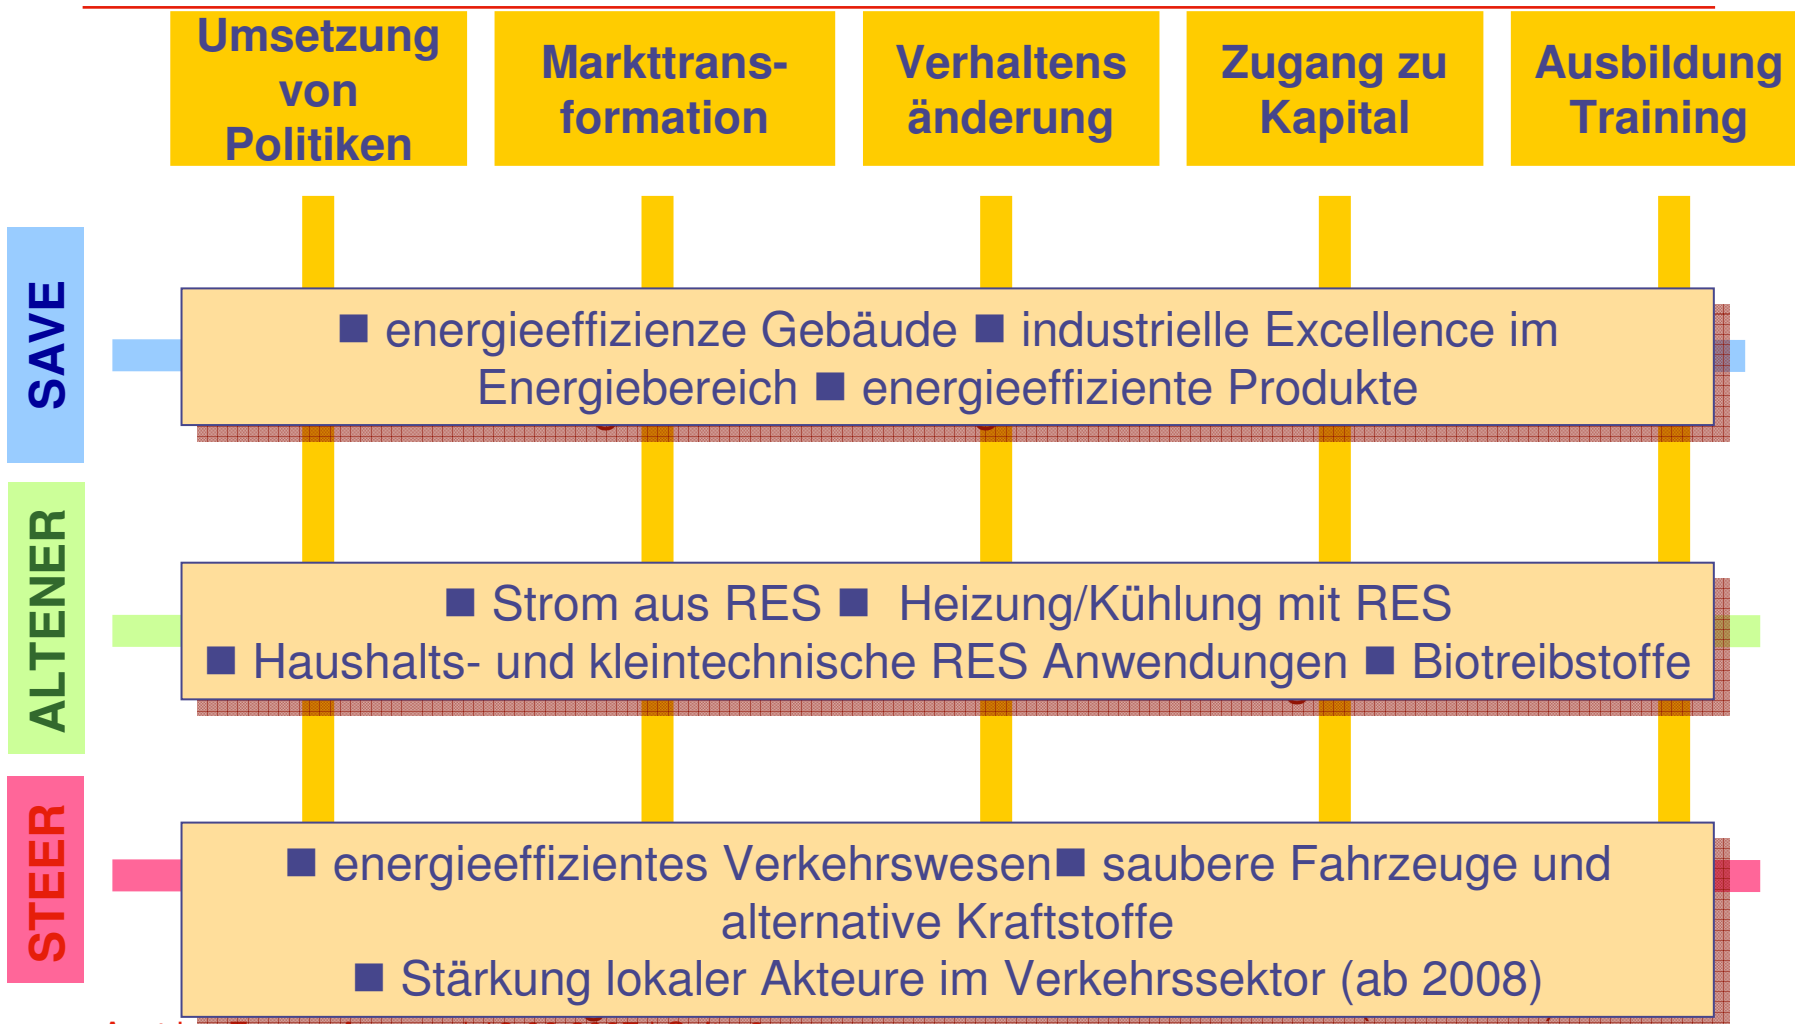 Umsetzung
von
Politiken
Markttrans-
formation
Verhaltens
änderung
Zugang zu
Kapital
Ausbildung
Training
SAVE
■ energieeffizienze Gebäude ■ industrielle Excellence im
Energiebereich ■ energieeffiziente Produkte
ALTENER
■ Strom aus RES ■ Heizung/Kühlung mit RES
■ Haushalts- und kleintechnische RES Anwendungen ■ Biotreibstoffe
STEER
■ energieeffizientes Verkehrswesen ■ saubere Fahrzeuge und
alternative Kraftstoffe
■ Stärkung lokaler Akteure im Verkehrssektor (ab 2008)